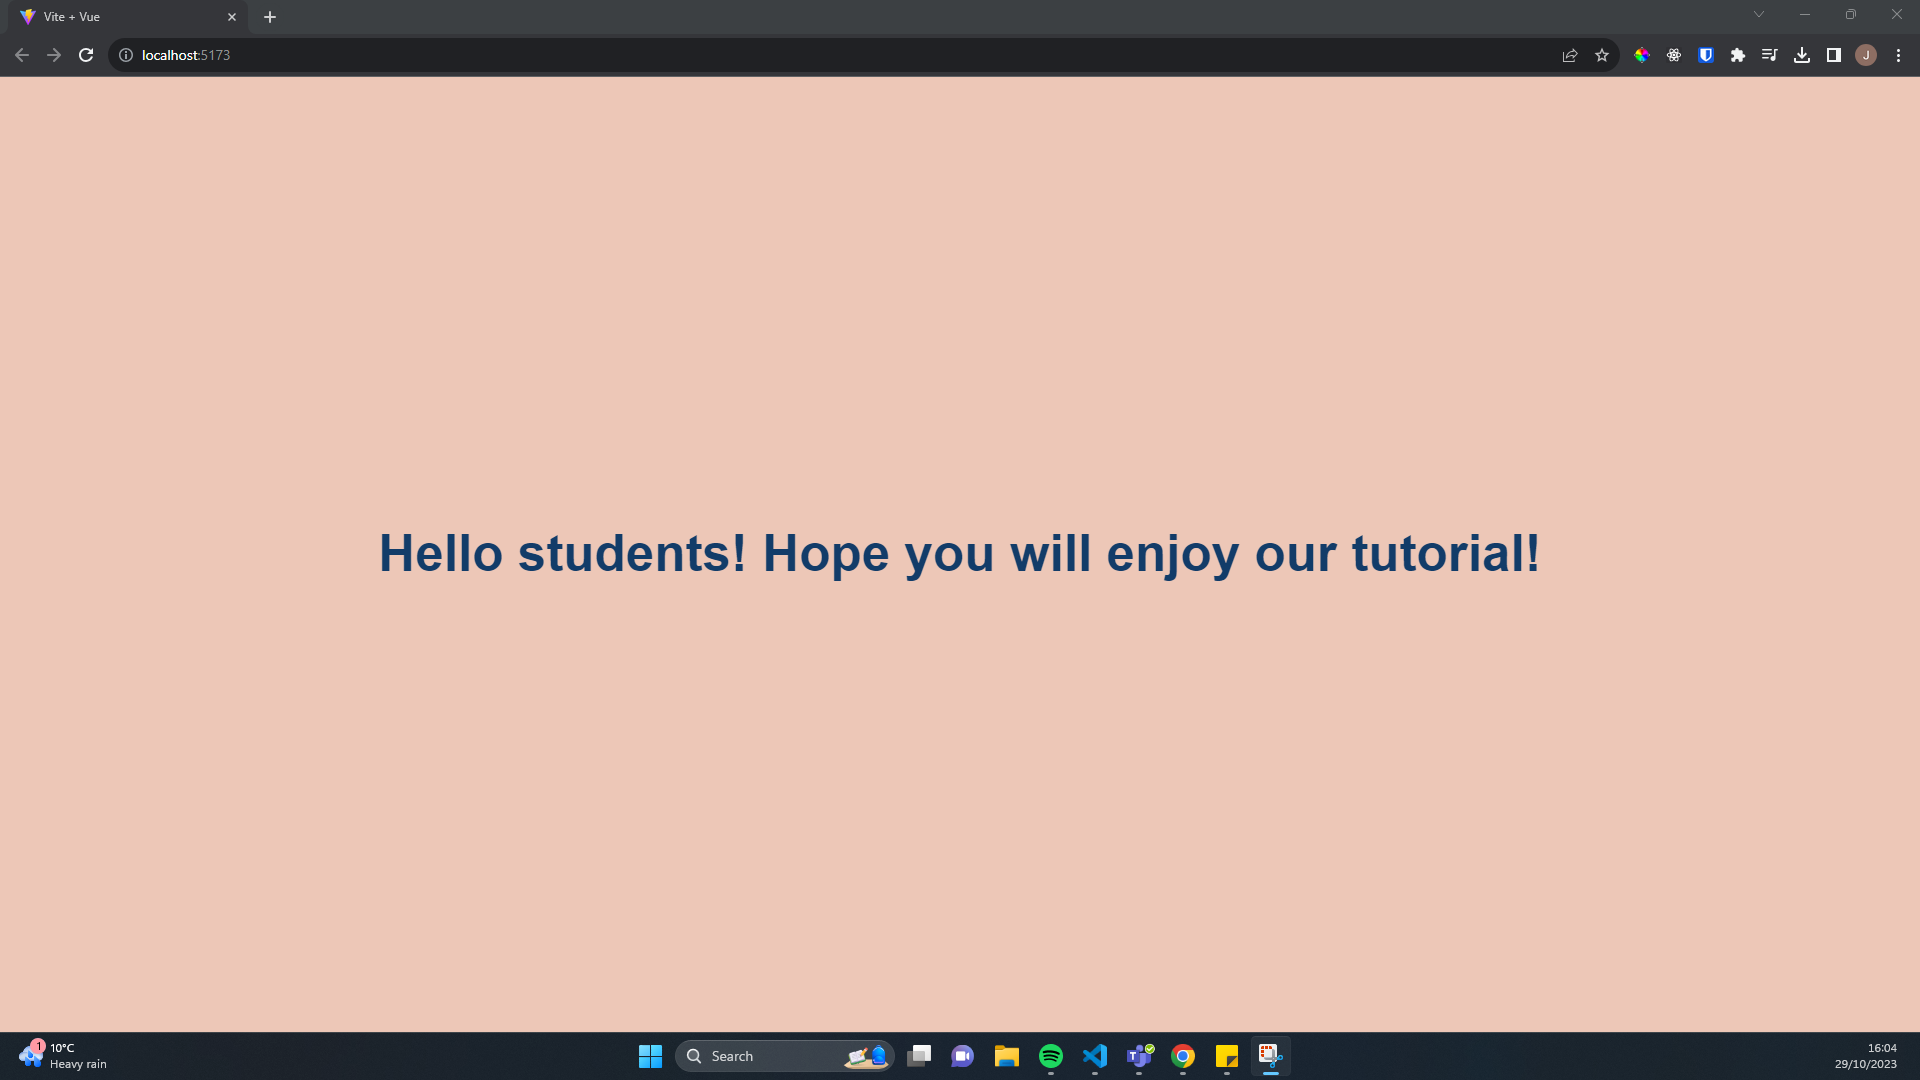 Vite + Vue
localhost:5173
J
Hello students! Hope you will enjoy our tutorial!
1
10°C
Heavy rain
Search
T
16:04
29/10/2023